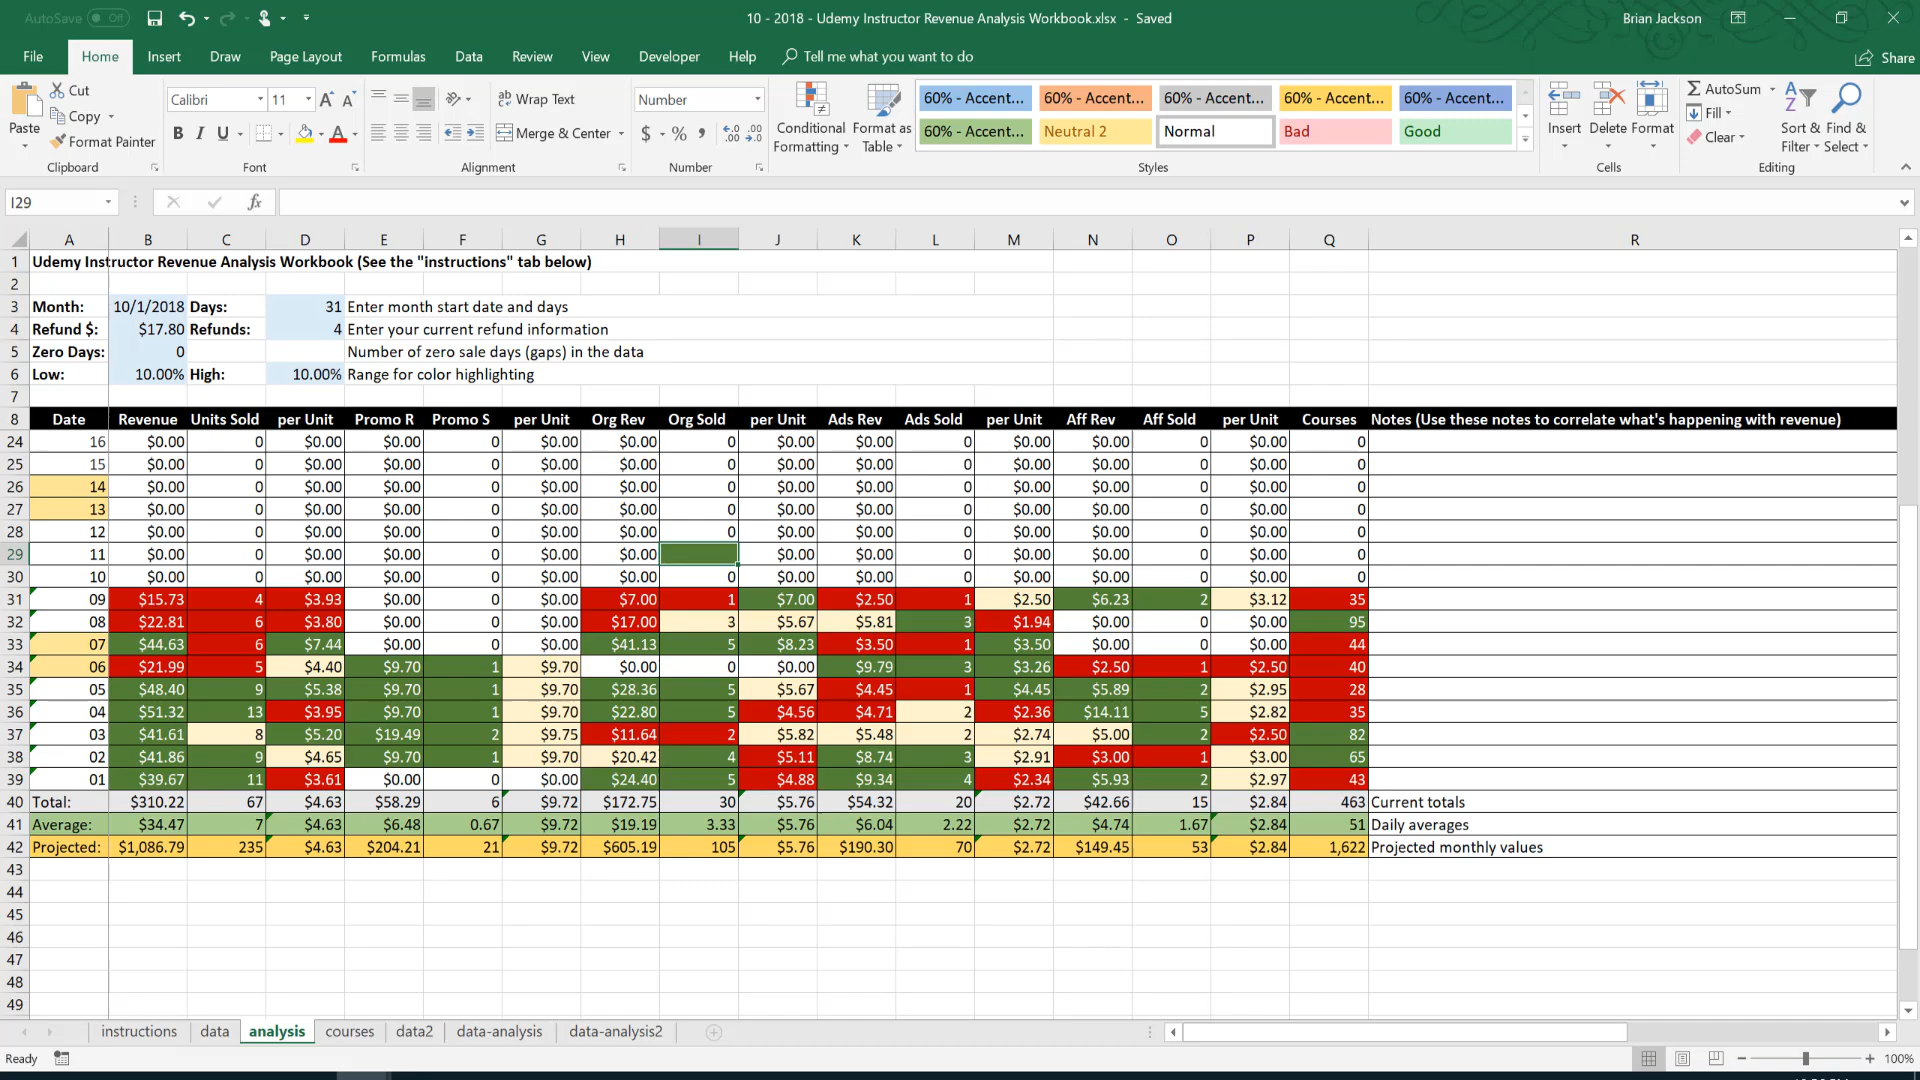 AutoSave Off
10 - 2018 - Udemy Instructor Revenue Analysis Workbook.xlsx - Saved
Brian Jackson
File Home Insert Draw Page Layout Formulas Data Review View Developer Help Tell me what you want to do Share
Paste Cut Copy Format Painter Clipboard
Calibri 11 B I U A A A Font
ab Wrap Text Merge & Center Alignment
Number $ % , Number
Conditional Formatting Format as Table
60% - Accent... 60% - Accent... 60% - Accent... 60% - Accent... 60% - Accent...
60% - Accent... Neutral 2 Normal Bad Good
Styles
Insert Delete Format Cells
AutoSum Fill Clear Sort & Filter Find & Select Editing
I29 fx
A B C D E F G H I J K L M N O P Q R
1 Udemy Instructor Revenue Analysis Workbook (See the "instructions" tab below)
2
3 Month: 10/1/2018 Days: 31 Enter month start date and days
4 Refund $: $17.80 Refunds: 4 Enter your current refund information
5 Zero Days: 0 Number of zero sale days (gaps) in the data
6 Low: 10.00% High: 10.00% Range for color highlighting
7
8 Date Revenue Units Sold per Unit Promo R Promo S per Unit Org Rev Org Sold per Unit Ads Rev Ads Sold per Unit Aff Rev Aff Sold per Unit Courses Notes (Use these notes to correlate what's happening with revenue)
24 16 $0.00 0 $0.00 $0.00 0 $0.00 $0.00 0 $0.00 $0.00 0 $0.00 $0.00 0 $0.00 0
25 15 $0.00 0 $0.00 $0.00 0 $0.00 $0.00 0 $0.00 $0.00 0 $0.00 $0.00 0 $0.00 0
26 14 $0.00 0 $0.00 $0.00 0 $0.00 $0.00 0 $0.00 $0.00 0 $0.00 $0.00 0 $0.00 0
27 13 $0.00 0 $0.00 $0.00 0 $0.00 $0.00 0 $0.00 $0.00 0 $0.00 $0.00 0 $0.00 0
28 12 $0.00 0 $0.00 $0.00 0 $0.00 $0.00 0 $0.00 $0.00 0 $0.00 $0.00 0 $0.00 0
29 11 $0.00 0 $0.00 $0.00 0 $0.00 $0.00 $0.00 $0.00 0 $0.00 $0.00 0 $0.00 0
30 10 $0.00 0 $0.00 $0.00 0 $0.00 $0.00 0 $0.00 $0.00 0 $0.00 $0.00 0 $0.00 0
31 09 $15.73 4 $3.93 $0.00 0 $0.00 $7.00 1 $7.00 $2.50 1 $2.50 $6.23 2 $3.12 35
32 08 $22.81 6 $3.80 $0.00 0 $0.00 $17.00 3 $5.67 $5.81 3 $1.94 $0.00 0 $0.00 95
33 07 $44.63 6 $7.44 $0.00 0 $0.00 $41.13 5 $8.23 $3.50 1 $3.50 $0.00 0 $0.00 44
34 06 $21.99 5 $4.40 $9.70 1 $9.70 $0.00 0 $0.00 $9.79 3 $3.26 $2.50 1 $2.50 40
35 05 $48.40 9 $5.38 $9.70 1 $9.70 $28.36 5 $5.67 $4.45 1 $4.45 $5.89 2 $2.95 28
36 04 $51.32 13 $3.95 $9.70 1 $9.70 $22.80 5 $4.56 $4.71 2 $2.36 $14.11 5 $2.82 35
37 03 $41.61 8 $5.20 $19.49 2 $9.75 $11.64 2 $5.82 $5.48 2 $2.74 $5.00 2 $2.50 82
38 02 $41.86 9 $4.65 $9.70 1 $9.70 $20.42 4 $5.11 $8.74 3 $2.91 $3.00 1 $3.00 65
39 01 $39.67 11 $3.61 $0.00 0 $0.00 $24.40 5 $4.88 $9.34 4 $2.34 $5.93 2 $2.97 43
40 Total: $310.22 67 $4.63 $58.29 6 $9.72 $172.75 30 $5.76 $54.32 20 $2.72 $42.66 15 $2.84 463 Current totals
41 Average: $34.47 7 $4.63 $6.48 0.67 $9.72 $19.19 3.33 $5.76 $6.04 2.22 $2.72 $4.74 1.67 $2.84 51 Daily averages
42 Projected: $1,086.79 235 $4.63 $204.21 21 $9.72 $605.19 105 $5.76 $190.30 70 $2.72 $149.45 53 $2.84 1,622 Projected monthly values
43
44
45
46
47
48
49
instructions data analysis courses data2 data-analysis data-analysis2
Ready 100%